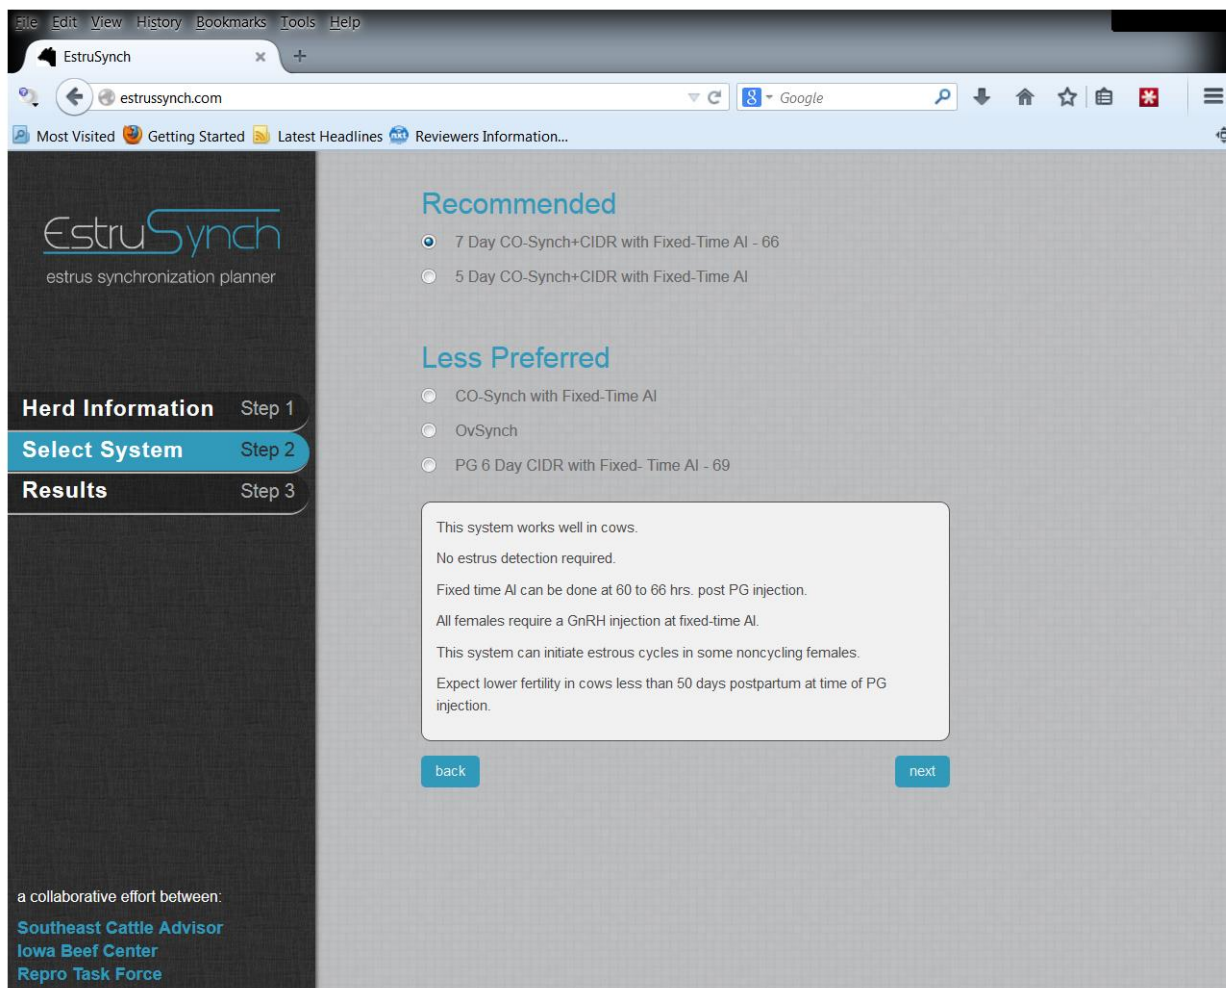 File Edit View History Bookmarks Tools Help
EstruSynch
estrussynch.com
Google
Most Visited Getting Started Latest Headlines Reviewers Information...
EstruSynch
estrus synchronization planner
Herd Information Step 1
Select System Step 2
Results Step 3
a collaborative effort between:
Southeast Cattle Advisor
Iowa Beef Center
Repro Task Force
Recommended
7 Day CO-Synch+CIDR with Fixed-Time AI - 66
5 Day CO-Synch+CIDR with Fixed-Time AI
Less Preferred
CO-Synch with Fixed-Time AI
OvSynch
PG 6 Day CIDR with Fixed- Time AI - 69
This system works well in cows.
No estrus detection required.
Fixed time AI can be done at 60 to 66 hrs. post PG injection.
All females require a GnRH injection at fixed-time AI.
This system can initiate estrous cycles in some noncycling females.
Expect lower fertility in cows less than 50 days postpartum at time of PG
injection.
back next